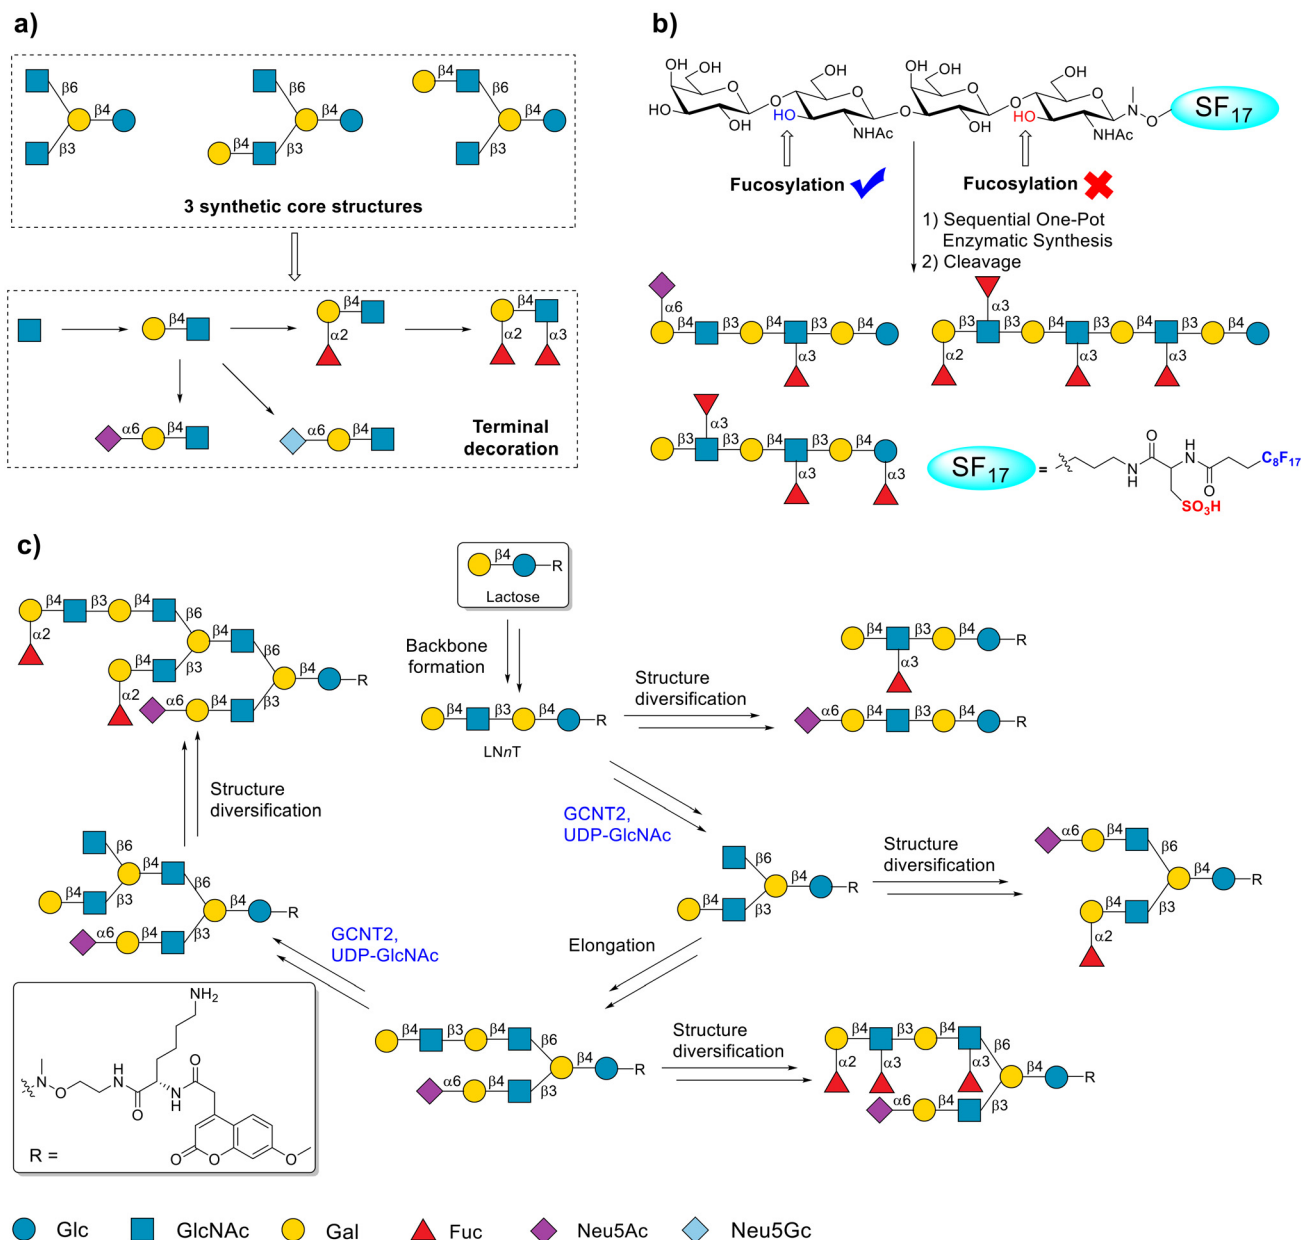 a)
β6
β4
β3
β6
β4
β4
β3
β4
β6
β4
β3
3 synthetic core structures
β4
β4
α2
β4
α2
α3
α6
β4
α6
β4
Terminal
decoration
b)
OH
OH
HO
OH
O
O
OH
O
HO
NHAc
O
OH
OH
O
O
OH
O
OH
O
HO
NHAc
N
O
SF17
Fucosylation
Fucosylation
1) Sequential One-Pot
Enzymatic Synthesis
2) Cleavage
α6
β4
β3
β4
β3
β4
α3
α3
β3
β3
β4
β3
β4
β3
β4
α2
α3
α3
α3
β3
β3
β4
β3
β4
α3
α3
SF17
=
NH
O
H
N
O
C8F17
SO3H
c)
β4
R
Lactose
Backbone
formation
β4
β3
β4
R
LNnT
Structure
diversification
β4
β3
β4
R
α3
α6
β4
β3
β4
R
GCNT2,
UDP-GlcNAc
β6
β4
R
β4
β3
Structure
diversification
α6
β4
β6
β4
R
β4
β3
α2
Elongation
β4
β3
β4
β6
β4
R
α6
β4
β3
Structure
diversification
β4
β3
β4
β6
α2
α3
α3
β4
R
α6
β4
β3
GCNT2,
UDP-GlcNAc
β6
β4
β6
β4
β3
β4
R
α6
β4
β3
Structure
diversification
β4
β3
β4
β6
α2
β4
β6
β4
β3
β4
R
α2
α6
β4
β3
NH2
N
O
H
N
O
N
H
O
O
O
O
R =
Glc
GlcNAc
Gal
Fuc
Neu5Ac
Neu5Gc